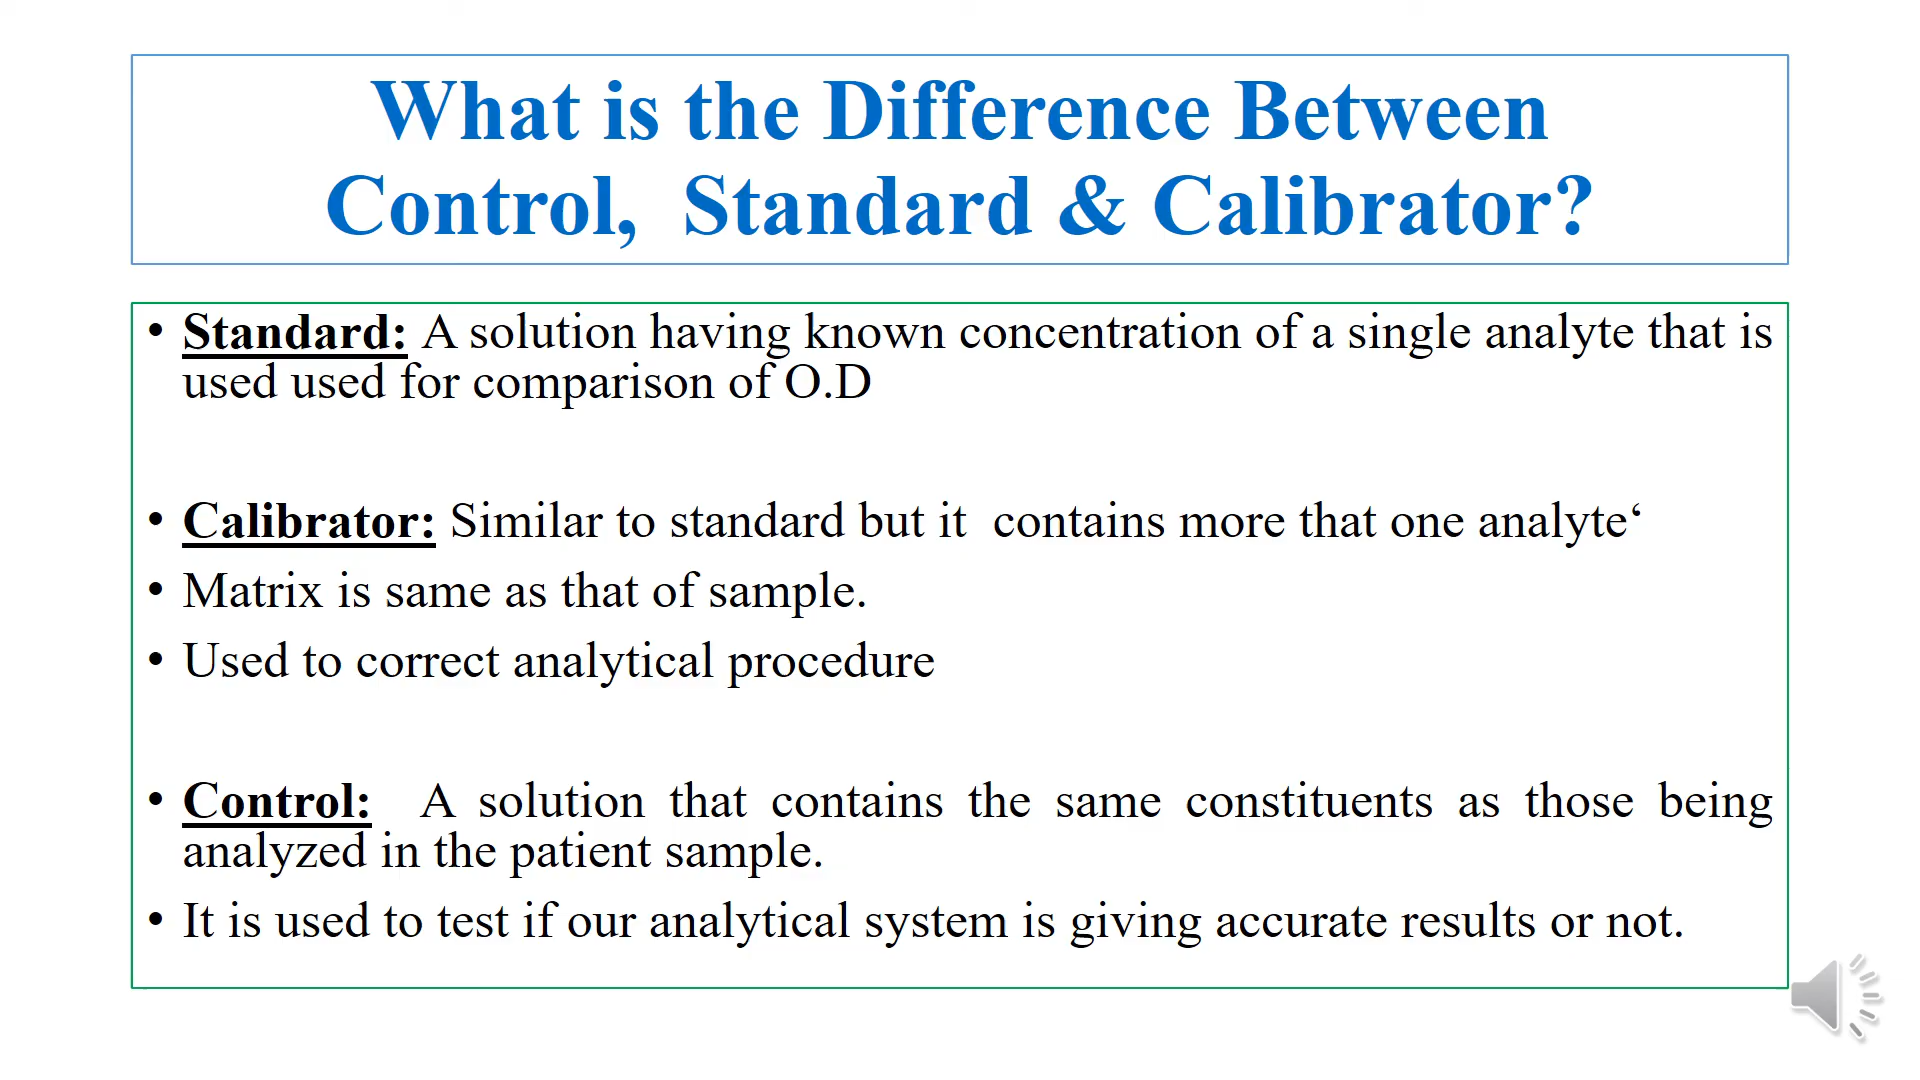 What is the Difference Between
Control,  Standard & Calibrator?
• Standard: A solution having known concentration of a single analyte that is
used used for comparison of O.D
• Calibrator: Similar to standard but it  contains more that one analyte‘
• Matrix is same as that of sample.
• Used to correct analytical procedure
• Control:  A solution that contains the same constituents as those being
analyzed in the patient sample.
• It is used to test if our analytical system is giving accurate results or not.